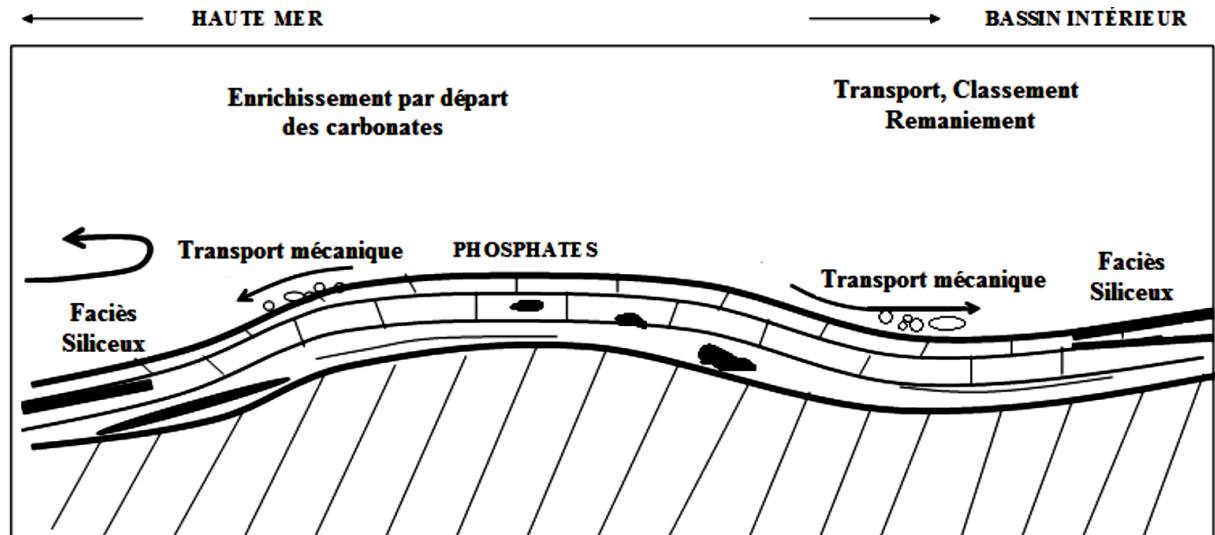 HAUTE MER
BASSIN INTÉRIEUR
Enrichissement par départ
des carbonates
Transport, Classement
Remaniement
Transport mécanique
PHOSPHATES
Transport mécanique
Faciès
Siliceux
Faciès
Siliceux